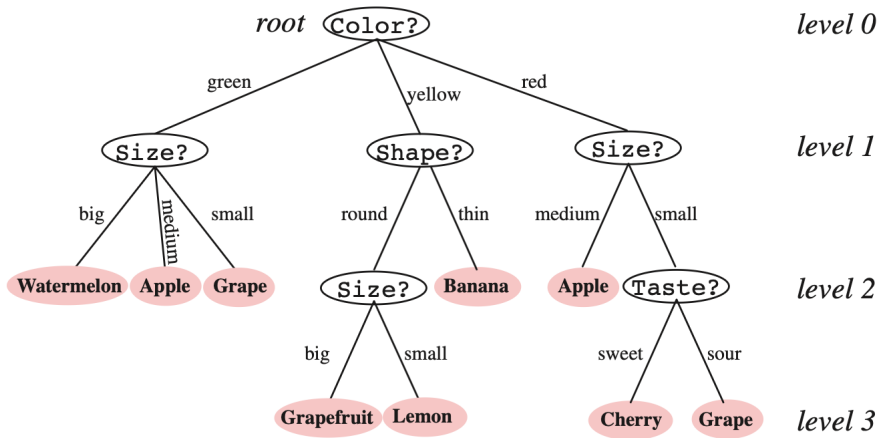 root Color? level 0
green yellow red
Size? Shape? Size? level 1
big medium small round thin medium small
Watermelon Apple Grape Size? Banana Apple Taste? level 2
big small sweet sour
Grapefruit Lemon Cherry Grape level 3